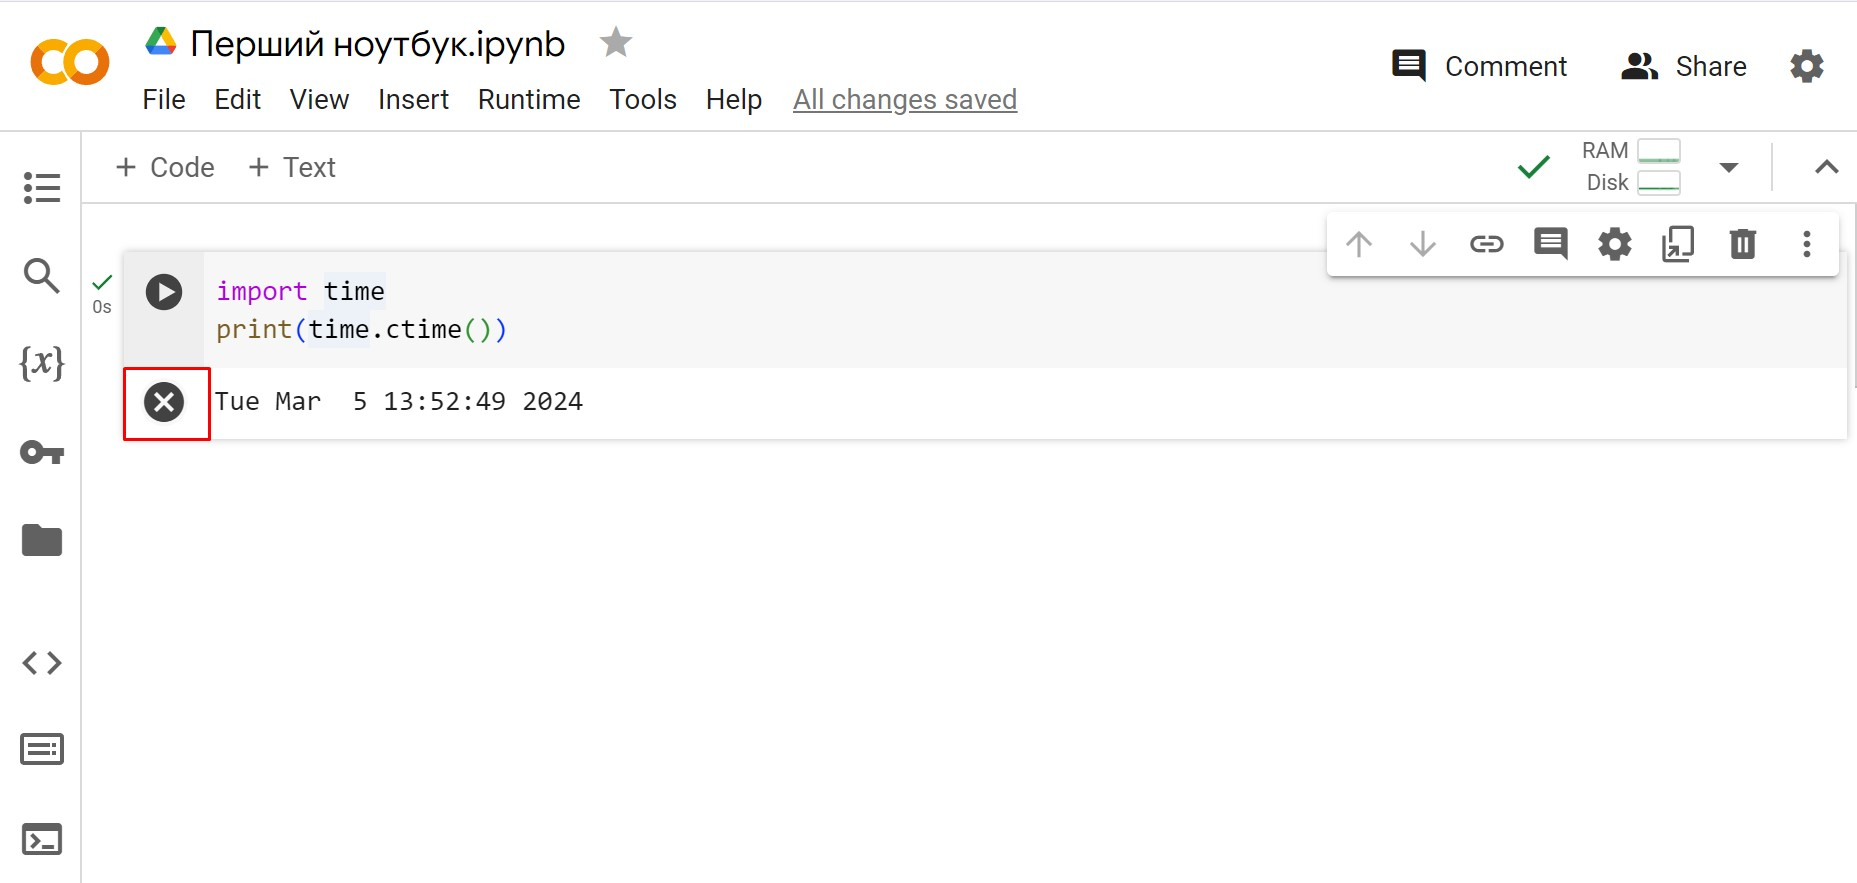 Перший ноутбук.ipynb
File Edit View Insert Runtime Tools Help All changes saved
Comment Share
+ Code + Text
RAM
Disk
import time
0s
print(time.ctime())
Tue Mar  5 13:52:49 2024
{x}